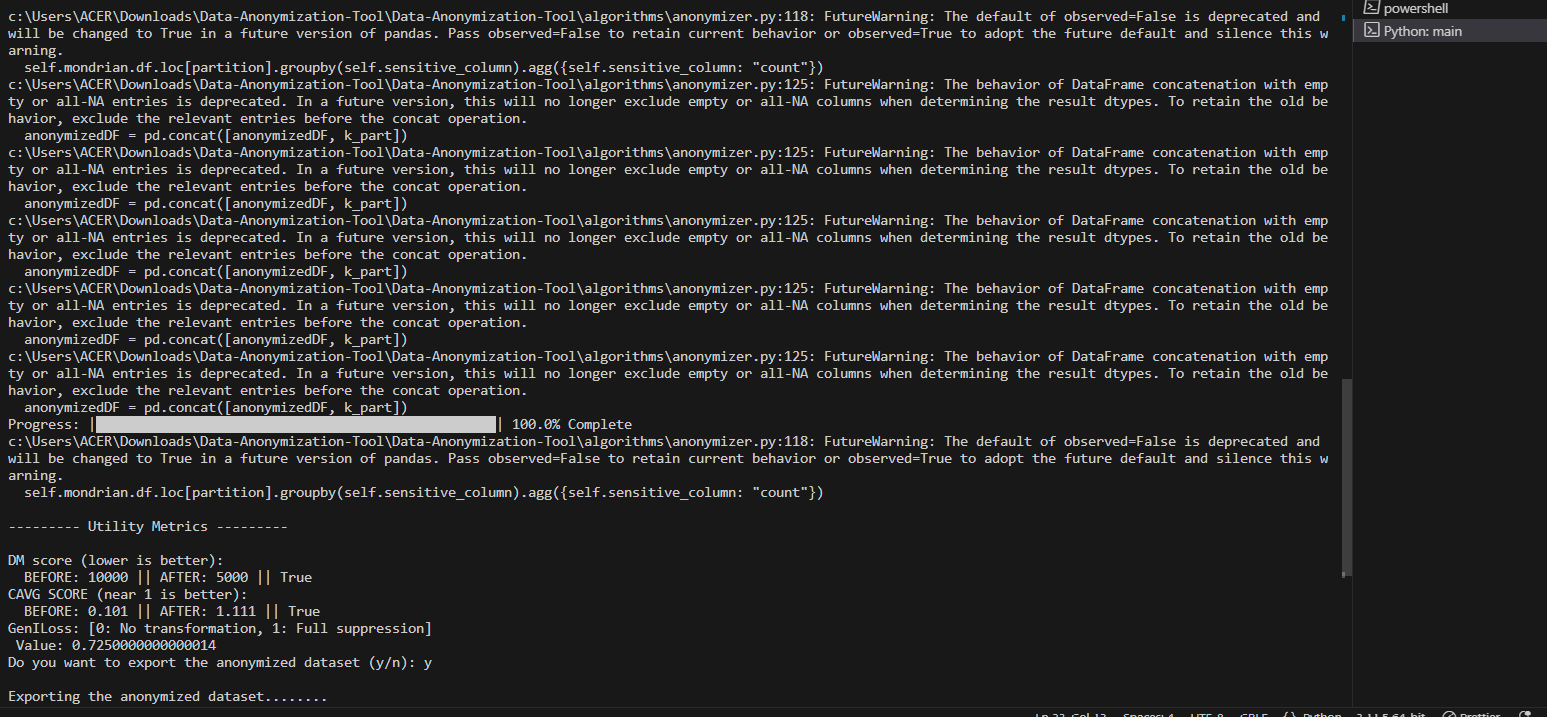 c:\Users\ACER\Downloads\Data-Anonymization-Tool\Data-Anonymization-Tool\algorithms\anonymizer.py:118: FutureWarning: The default of observed=False is deprecated and
will be changed to True in a future version of pandas. Pass observed=False to retain current behavior or observed=True to adopt the future default and silence this w
arning.
  self.mondrian.df.loc[partition].groupby(self.sensitive_column).agg({self.sensitive_column: "count"})
c:\Users\ACER\Downloads\Data-Anonymization-Tool\Data-Anonymization-Tool\algorithms\anonymizer.py:125: FutureWarning: The behavior of DataFrame concatenation with emp
ty or all-NA entries is deprecated. In a future version, this will no longer exclude empty or all-NA columns when determining the result dtypes. To retain the old be
havior, exclude the relevant entries before the concat operation.
  anonymizedDF = pd.concat([anonymizedDF, k_part])
c:\Users\ACER\Downloads\Data-Anonymization-Tool\Data-Anonymization-Tool\algorithms\anonymizer.py:125: FutureWarning: The behavior of DataFrame concatenation with emp
ty or all-NA entries is deprecated. In a future version, this will no longer exclude empty or all-NA columns when determining the result dtypes. To retain the old be
havior, exclude the relevant entries before the concat operation.
  anonymizedDF = pd.concat([anonymizedDF, k_part])
c:\Users\ACER\Downloads\Data-Anonymization-Tool\Data-Anonymization-Tool\algorithms\anonymizer.py:125: FutureWarning: The behavior of DataFrame concatenation with emp
ty or all-NA entries is deprecated. In a future version, this will no longer exclude empty or all-NA columns when determining the result dtypes. To retain the old be
havior, exclude the relevant entries before the concat operation.
  anonymizedDF = pd.concat([anonymizedDF, k_part])
c:\Users\ACER\Downloads\Data-Anonymization-Tool\Data-Anonymization-Tool\algorithms\anonymizer.py:125: FutureWarning: The behavior of DataFrame concatenation with emp
ty or all-NA entries is deprecated. In a future version, this will no longer exclude empty or all-NA columns when determining the result dtypes. To retain the old be
havior, exclude the relevant entries before the concat operation.
  anonymizedDF = pd.concat([anonymizedDF, k_part])
c:\Users\ACER\Downloads\Data-Anonymization-Tool\Data-Anonymization-Tool\algorithms\anonymizer.py:125: FutureWarning: The behavior of DataFrame concatenation with emp
ty or all-NA entries is deprecated. In a future version, this will no longer exclude empty or all-NA columns when determining the result dtypes. To retain the old be
havior, exclude the relevant entries before the concat operation.
  anonymizedDF = pd.concat([anonymizedDF, k_part])
Progress: || 100.0% Complete
c:\Users\ACER\Downloads\Data-Anonymization-Tool\Data-Anonymization-Tool\algorithms\anonymizer.py:118: FutureWarning: The default of observed=False is deprecated and
will be changed to True in a future version of pandas. Pass observed=False to retain current behavior or observed=True to adopt the future default and silence this w
arning.
  self.mondrian.df.loc[partition].groupby(self.sensitive_column).agg({self.sensitive_column: "count"})
--------- Utility Metrics ---------
DM score (lower is better):
  BEFORE: 10000 || AFTER: 5000 || True
CAVG SCORE (near 1 is better):
  BEFORE: 0.101 || AFTER: 1.111 || True
GenILoss: [0: No transformation, 1: Full suppression]
 Value: 0.7250000000000014
Do you want to export the anonymized dataset (y/n): y
Exporting the anonymized dataset........
powershell
Python: main